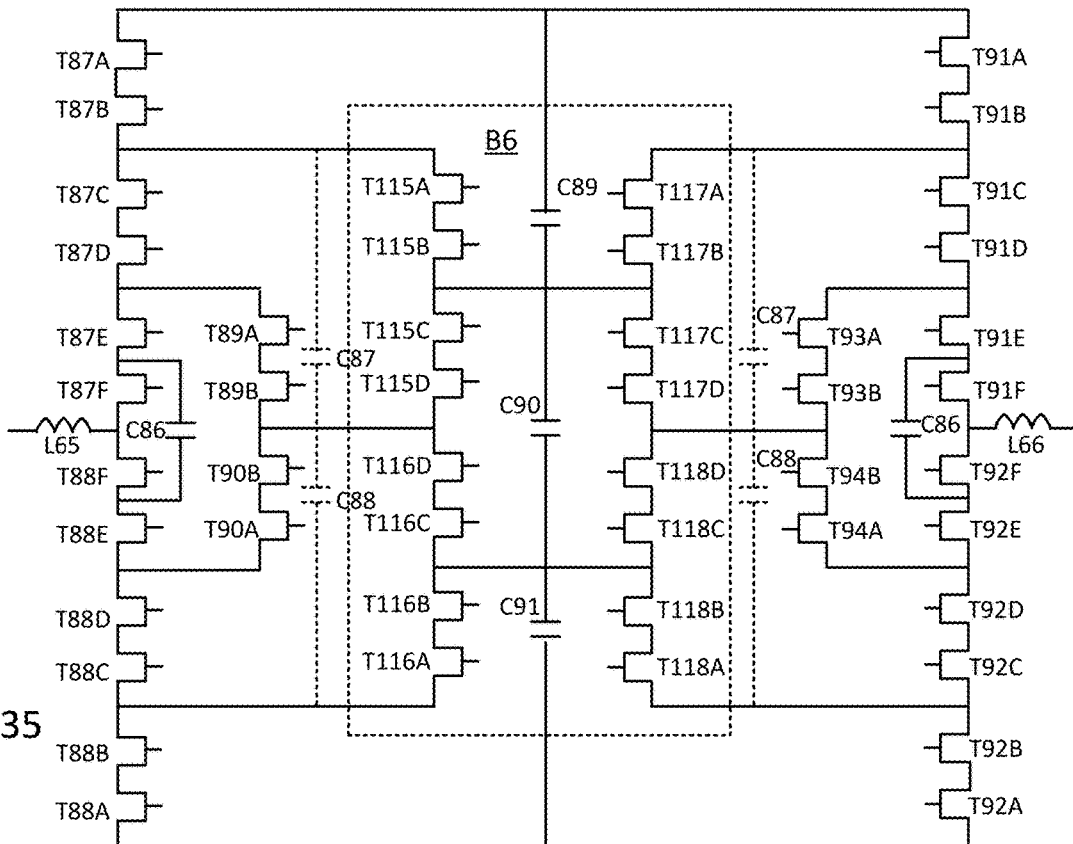 T87A
T91A
T87B
T91B
B6
T87C
T115A
C89
T117A
T91C
T87D
T115B
T117B
T91D
T87E
T89A
T115C
T117C
C87
T93A
T91E
C87
T87F
T89B
T115D
T117D
T93B
T91F
C86
C90
C86
L65
L66
T88F
T90B
T116D
T118D
C88
T94B
T92F
C88
T88E
T90A
T116C
T118C
T94A
T92E
T88D
T116B
C91
T118B
T92D
T88C
T116A
T118A
T92C
35
T88B
T92B
T88A
T92A